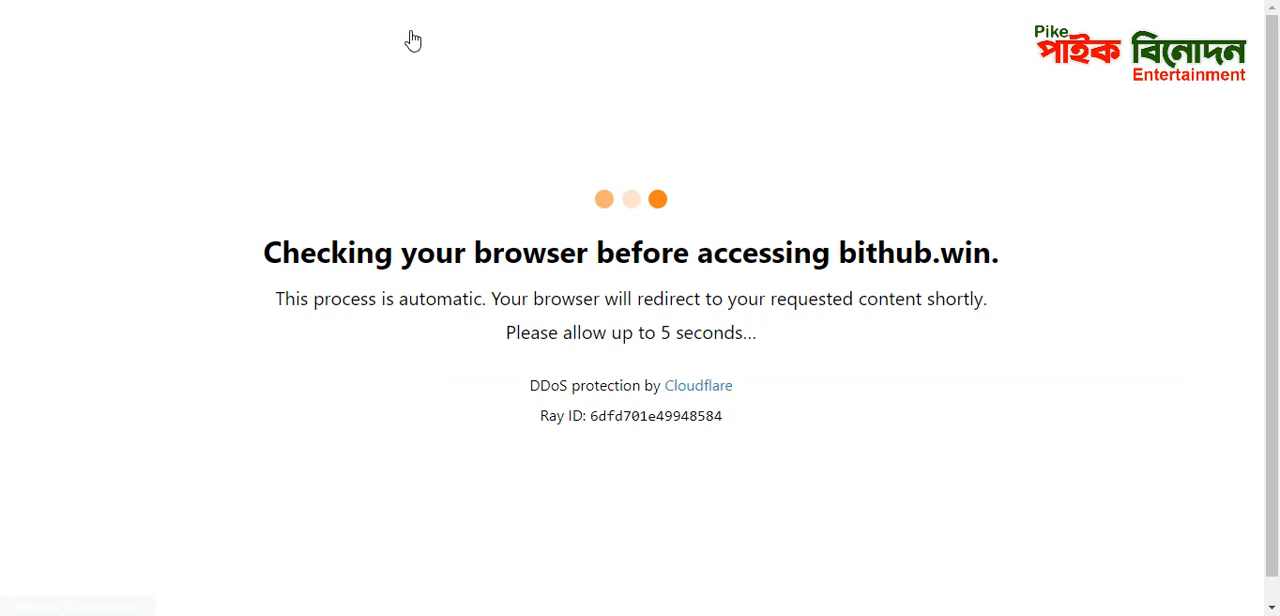 Pike
পাইক বিনোদন
Entertainment
Checking your browser before accessing bithub.win.
This process is automatic. Your browser will redirect to your requested content shortly.
Please allow up to 5 seconds...
DDoS protection by Cloudflare
Ray ID: 6dfd701e49948584